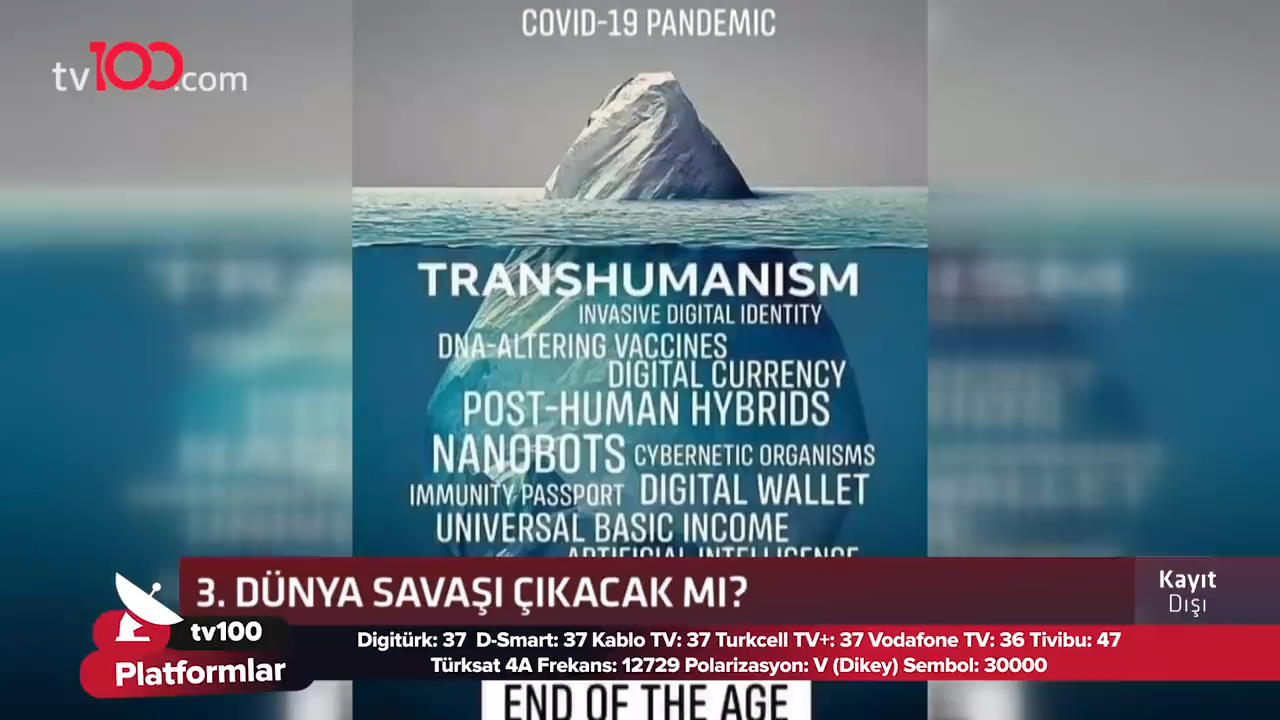 COVID-19 PANDEMIC
tv100.com
TRANSHUMANISM
INVASIVE DIGITAL IDENTITY
DNA-ALTERING VACCINES
DIGITAL CURRENCY
POST-HUMAN HYBRIDS
NANOBOTS CYBERNETIC ORGANISMS
IMMUNITY PASSPORT DIGITAL WALLET
UNIVERSAL BASIC INCOME
ARTIFICIAL INTELLIGENCE
3. DÜNYA SAVAŞI ÇIKACAK MI?
Kayıt
Dışı
tv100
Platformlar
Digitürk: 37 D-Smart: 37 Kablo TV: 37 Turkcell TV+: 37 Vodafone TV: 36 Tivibu: 47
Türksat 4A Frekans: 12729 Polarizasyon: V (Dikey) Sembol: 30000
END OF THE AGE